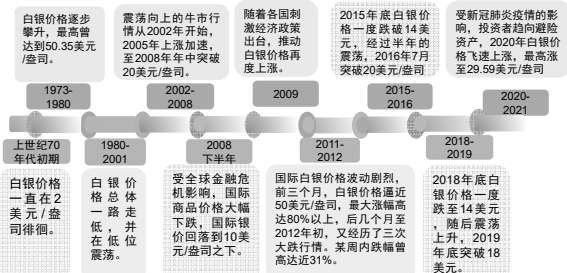 白银价格逐步
攀升，最高曾
达到50.35美元
/盎司。
震荡向上的牛市行
情从2002年开始，
2005年上涨加速，
至2008年年中突破
20美元/盎司。
随着各国刺
激经济政策
出台，推动
白银价格再
度上涨。
2015年底白银价
格一度跌破14美
元，经过半年的
震荡，2016年7月
突破20美元/盎司
受新冠肺炎疫情的影
响，投资者趋向避险
资产，2020年白银价
格飞速上涨，最高涨
至29.59美元/盎司
1973-
1980
2002-
2008
2009
2015-
2016
2020-
2021
上世纪70
年代初期
1980-
2001
2008
下半年
2011-
2012
2018-
2019
白银价格
一直在2
美元/盎
司徘徊。
白银价
格总体
一路走
低，并
在低位
震荡。
受全球金融危
机影响，国际
商品价格大幅
下跌，国际银
价回落到10美
元/盎司之下。
国际白银价格波动剧烈，
前三个月，白银价格逼近
50美元/盎司，最大涨幅高
达80%以上，后几个月至
2012年初，又经历了三次
大跌行情。某周内跌幅曾
高达近31%。
2018年底白
银价格一度
跌至14美元
，随后震荡
上升，2019
年底突破18
美元。